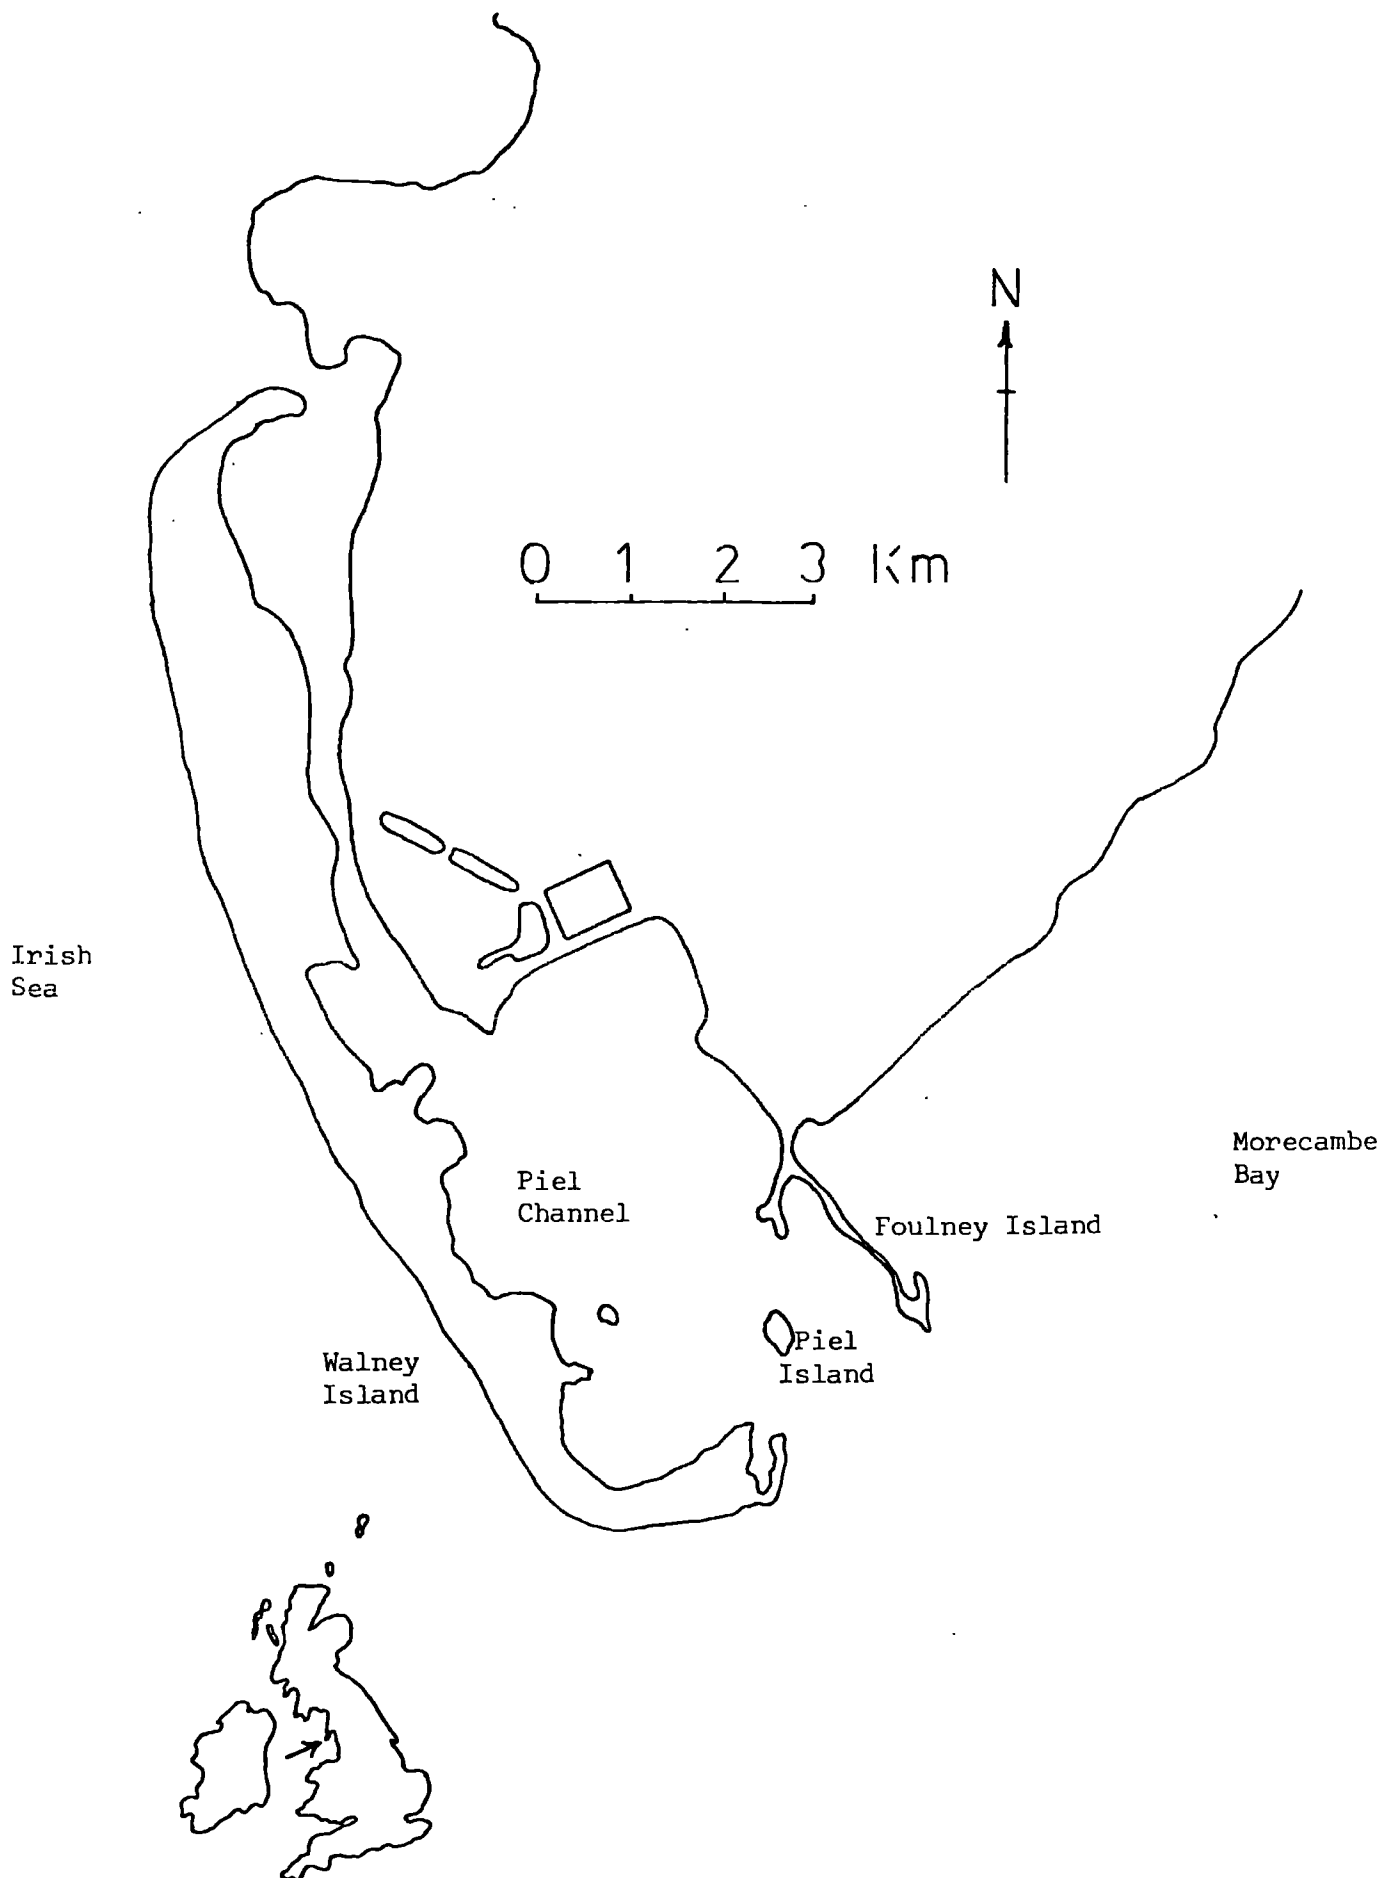 N
0 1 2 3 Km
Irish
Sea
Morecambe
Bay
Piel
Channel
Foulney Island
Piel
Island
Walney
Island